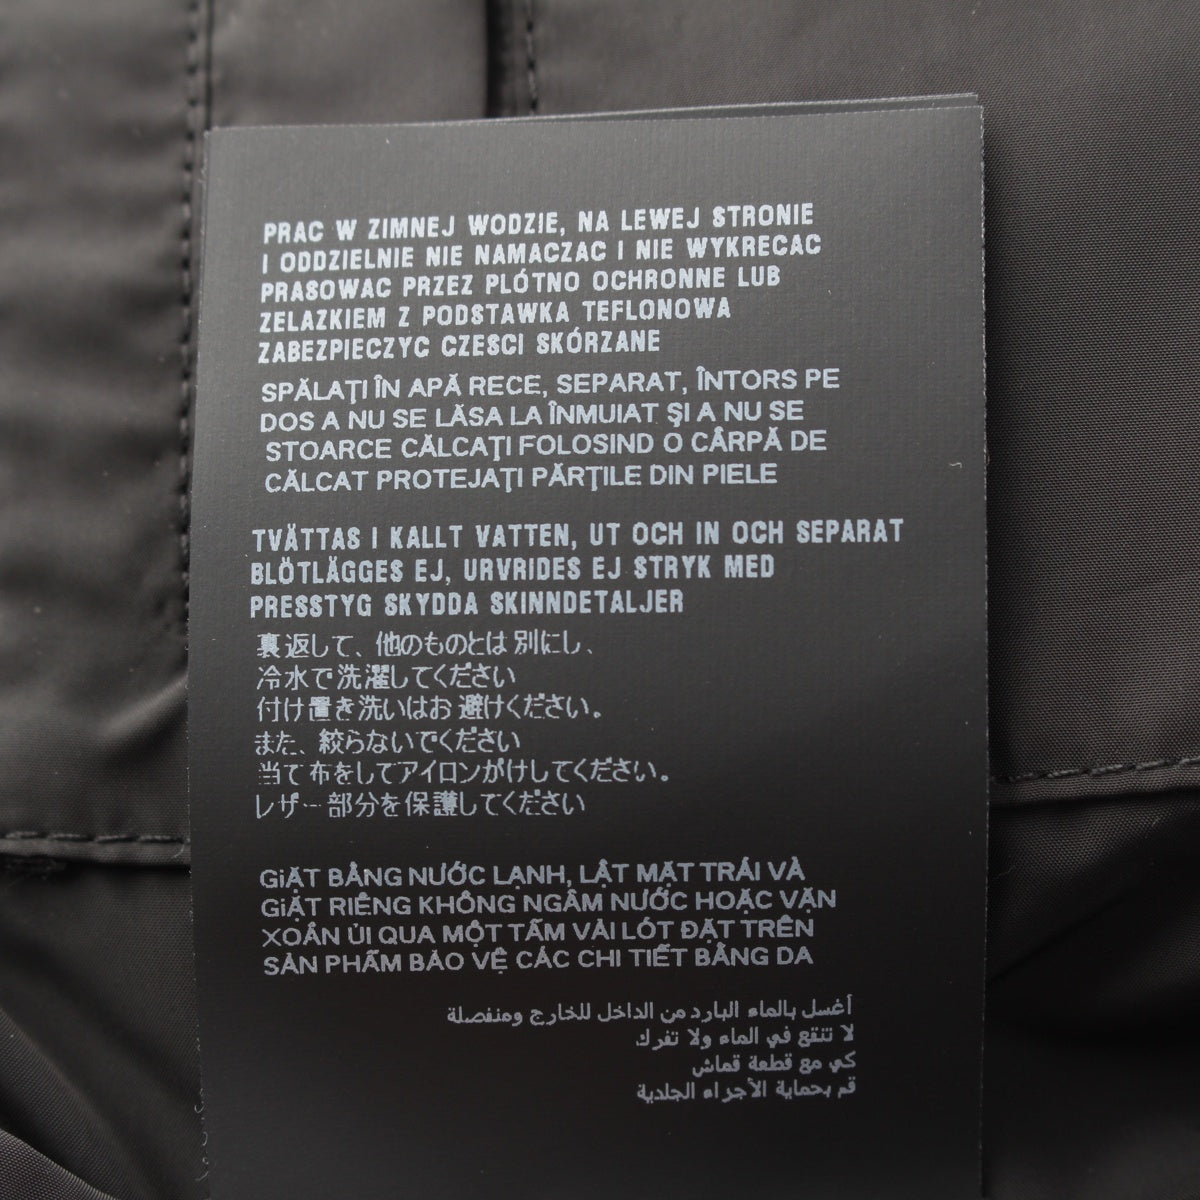 PRAC W ZIMNEJ WODZIE, NA LEWEJ STRONIE
I ODDZIELNIE NIE NAMACZAC I NIE WYKRECAC
PRASOWAC PRZEZ PLÓTNO OCHRONNE LUB
ZELAZKIEM Z PODSTAWKA TEFLONOWA
ZABEZPIECZYC CZESCI SKÓRZANE
SPĂLAȚI ÎN APĂ RECE, SEPARAT, ÎNTORS PE
DOS A NU SE LĂSA LA ÎNMUIAT ŞI A NU SE
STOARCE CĂLCAȚI FOLOSIND O CÂRPĂ DE
CĂLCAT PROTEJAȚI PĂRȚILE DIN PIELE
TVÄTTAS I KALLT VATTEN, UT OCH IN OCH SEPARAT
BLÖTLÄGGES EJ, URVRIDES EJ STRYK MED
PRESSTYG SKYDDA SKINNDETALJER
裏返して、他のものとは別にし、
冷水で洗濯してください
付け置き洗いはお避けください。
また、絞らないでください
当て布をしてアイロンがけしてください。
レザー部分を保護してください
GIẶT BẰNG NƯỚC LẠNH, LẬT MẶT TRÁI VÀ
GIẶT RIÊNG KHÔNG NGÂM NƯỚC HOẶC VẶN
XOẮN ỦI QUA MỘT TẤM VẢI LÓT ĐẶT TRÊN
SẢN PHẨM BẢO VỆ CÁC CHI TIẾT BẰNG DA
أغسل بالماء البارد من الداخل للخارج ومنفصلة
لا تنقع في الماء ولا تفرك
كي مع قطعة قماش
قم بحماية الأجراء الجلدية